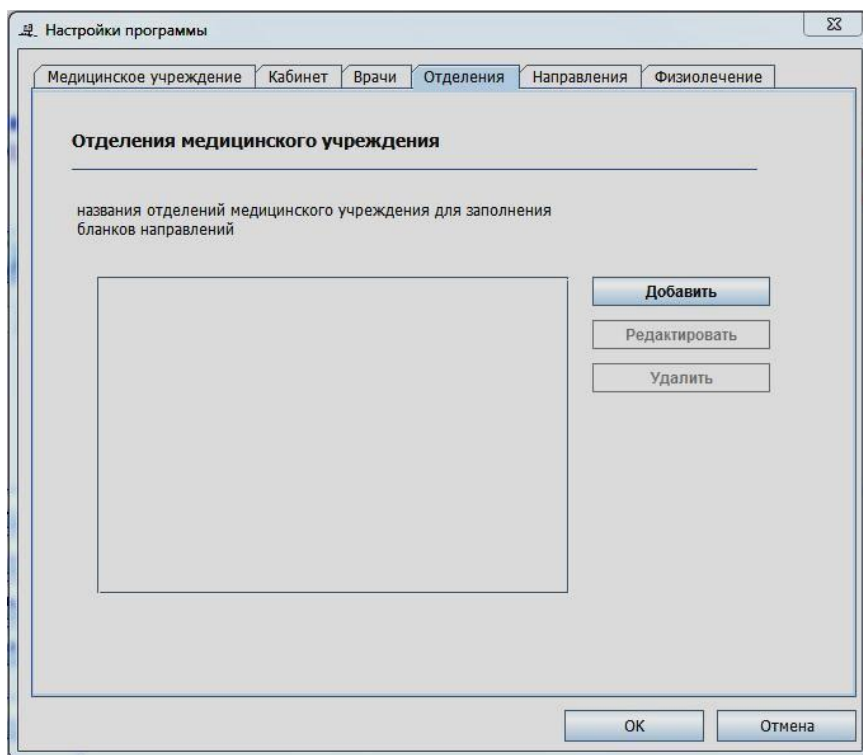 Настройки программы
Медицинское учреждение Кабинет Врачи Отделения Направления Физиолечение
Отделения медицинского учреждения
названия отделений медицинского учреждения для заполнения
бланков направлений
Добавить
Редактировать
Удалить
ОК Отмена